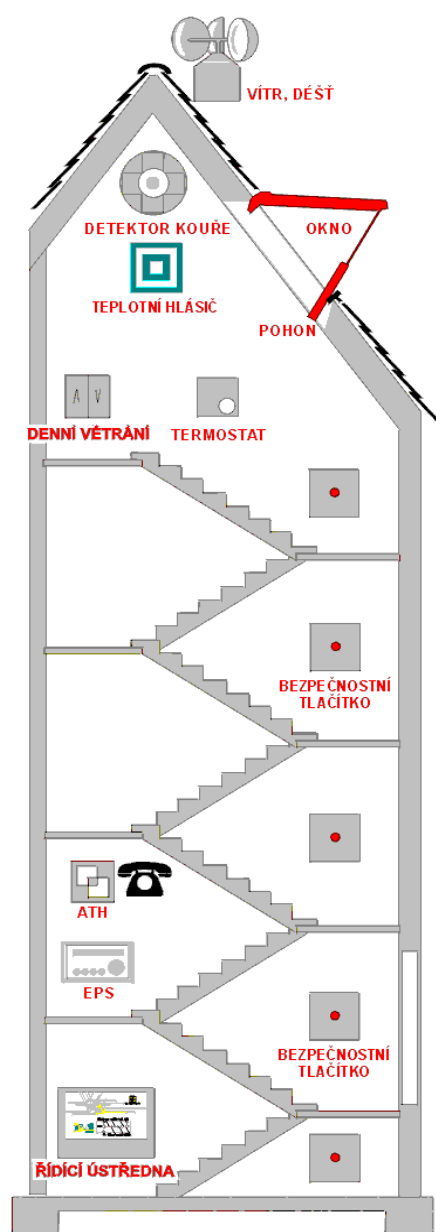 VÍTR, DÉŠŤ
DETEKTOR KOUŘE
OKNO
TEPLOTNÍ HLÁSIČ
POHON
A V
DENNÍ VĚTRÁNÍ
TERMOSTAT
BEZPEČNOSTNÍ
TLAČÍTKO
ATH
EPS
BEZPEČNOSTNÍ
TLAČÍTKO
ŘÍDÍCÍ ÚSTŘEDNA